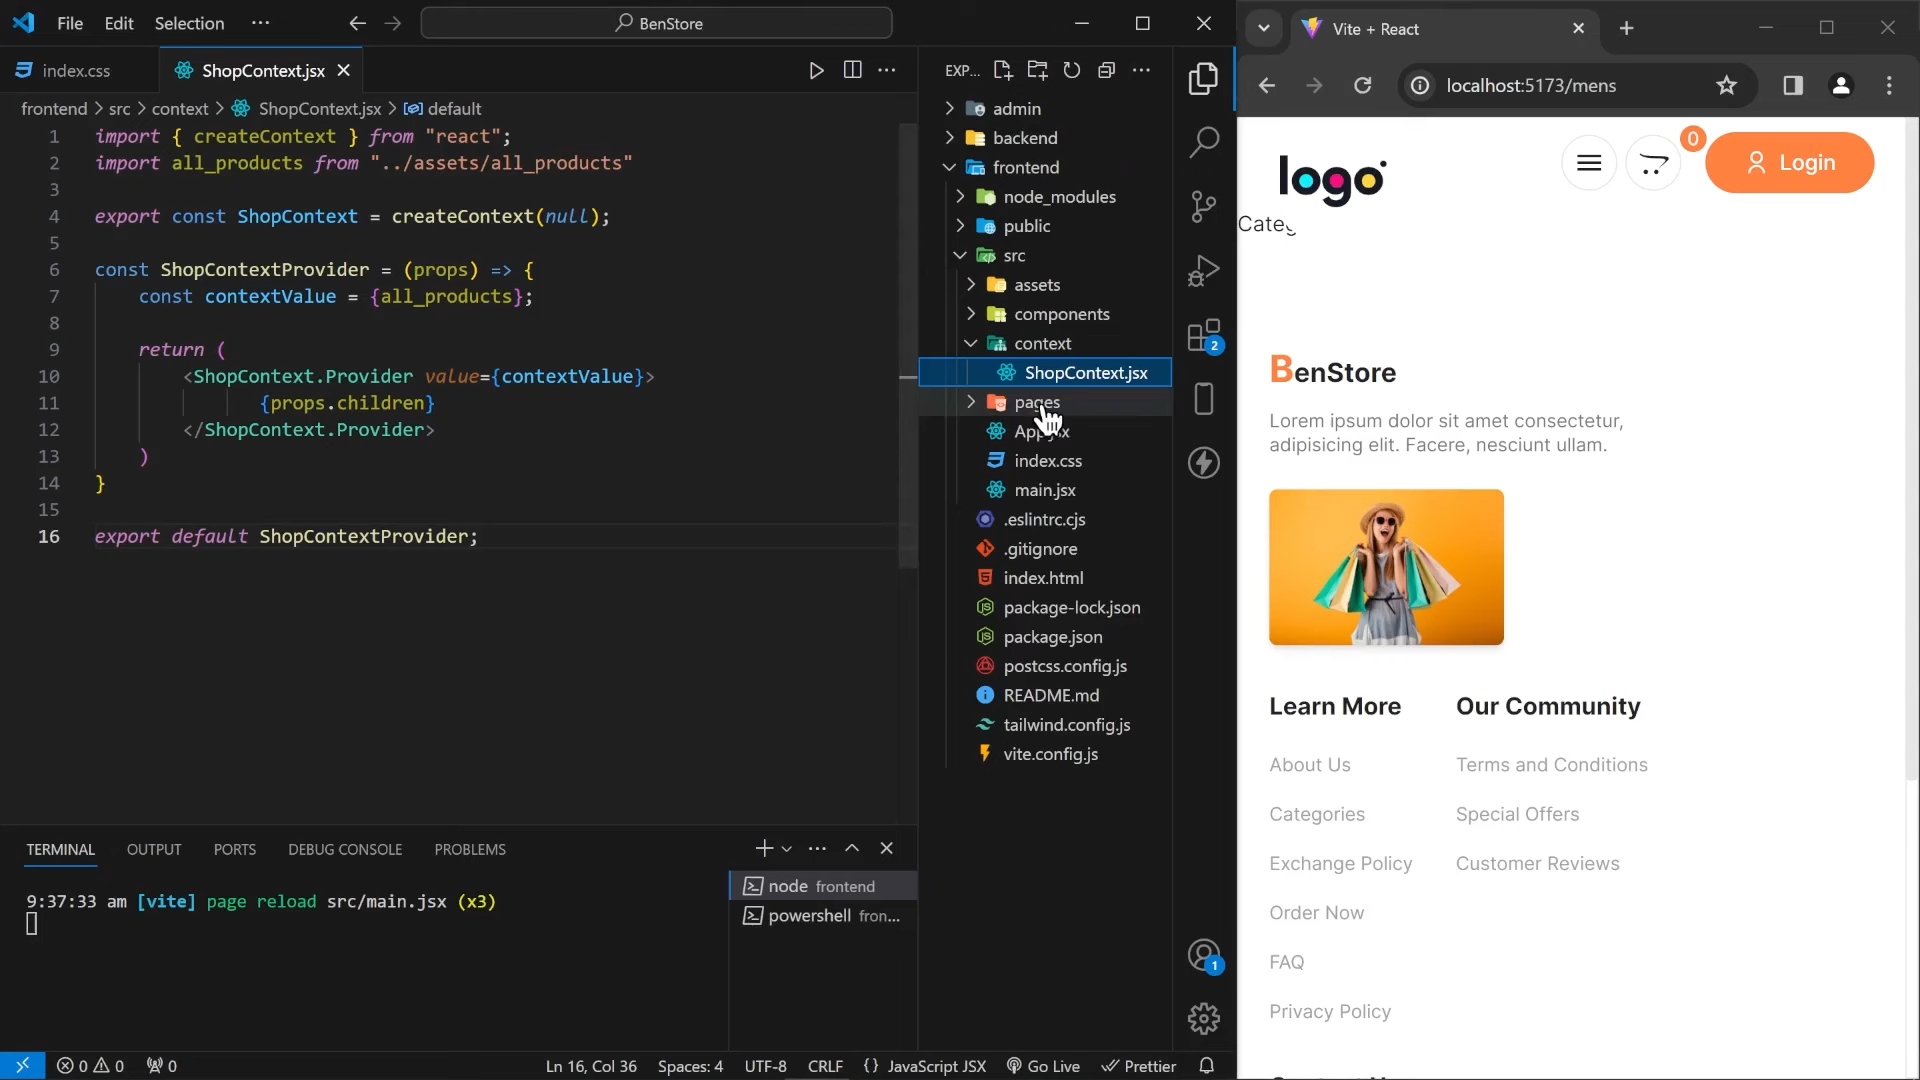 File Edit Selection ···
BenStore
index.css
ShopContext.jsx
frontend > src > context > ShopContext.jsx > default
1 import { createContext } from "react";
2 import all_products from "../assets/all_products"
3
4 export const ShopContext = createContext(null);
5
6 const ShopContextProvider = (props) => {
7 const contextValue = {all_products};
8
9 return (
10 <ShopContext.Provider value={contextValue}>
11 {props.children}
12 </ShopContext.Provider>
13 )
14 }
15
16 export default ShopContextProvider;
TERMINAL OUTPUT PORTS DEBUG CONSOLE PROBLEMS
9:37:33 am [vite] page reload src/main.jsx (x3)
node frontend
powershell fron...
EXP...
admin
backend
frontend
node_modules
public
src
assets
components
context
ShopContext.jsx
pages
index.css
main.jsx
.eslintrc.cjs
.gitignore
index.html
package-lock.json
package.json
postcss.config.js
README.md
tailwind.config.js
vite.config.js
2
1
0 0 0 Ln 16, Col 36 Spaces: 4 UTF-8 CRLF {} JavaScript JSX Go Live Prettier
Vite + React
localhost:5173/mens
logo
0
Login
Categ
BenStore
Lorem ipsum dolor sit amet consectetur,
adipisicing elit. Facere, nesciunt ullam.
Learn More
About Us
Categories
Exchange Policy
Order Now
FAQ
Privacy Policy
Our Community
Terms and Conditions
Special Offers
Customer Reviews